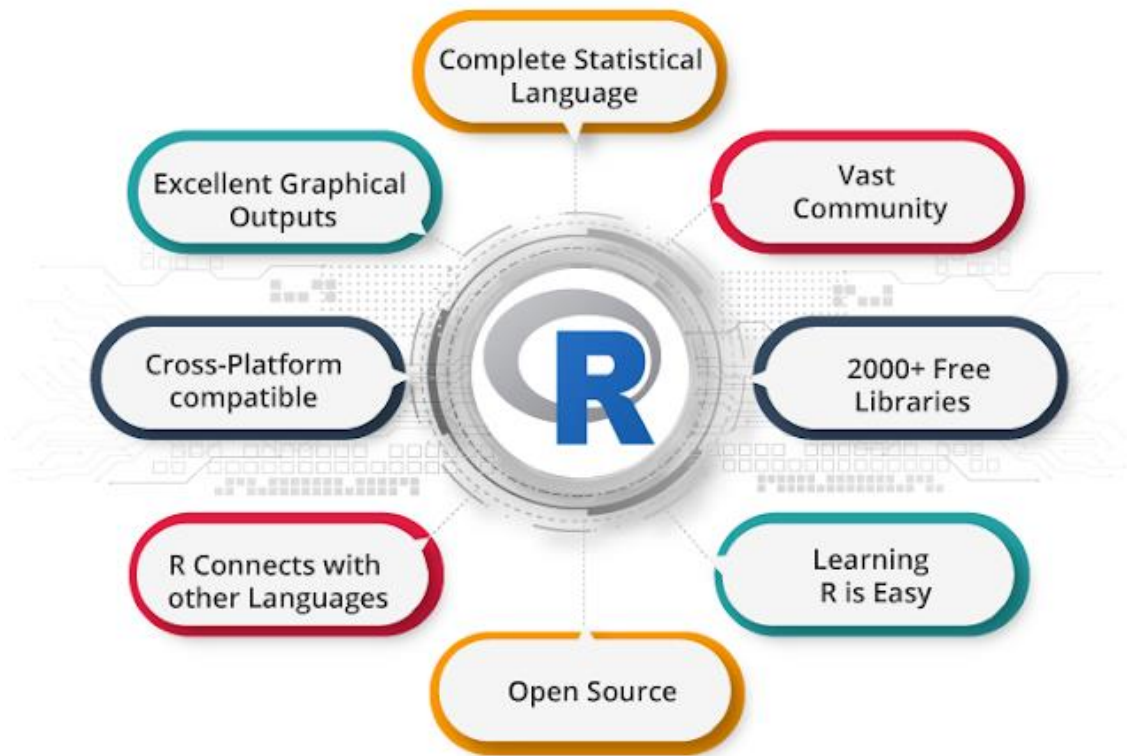 Complete Statistical
Language
Excellent Graphical
Outputs
Vast
Community
Cross-Platform
compatible
R
2000+ Free
Libraries
R Connects with
other Languages
Learning
R is Easy
Open Source